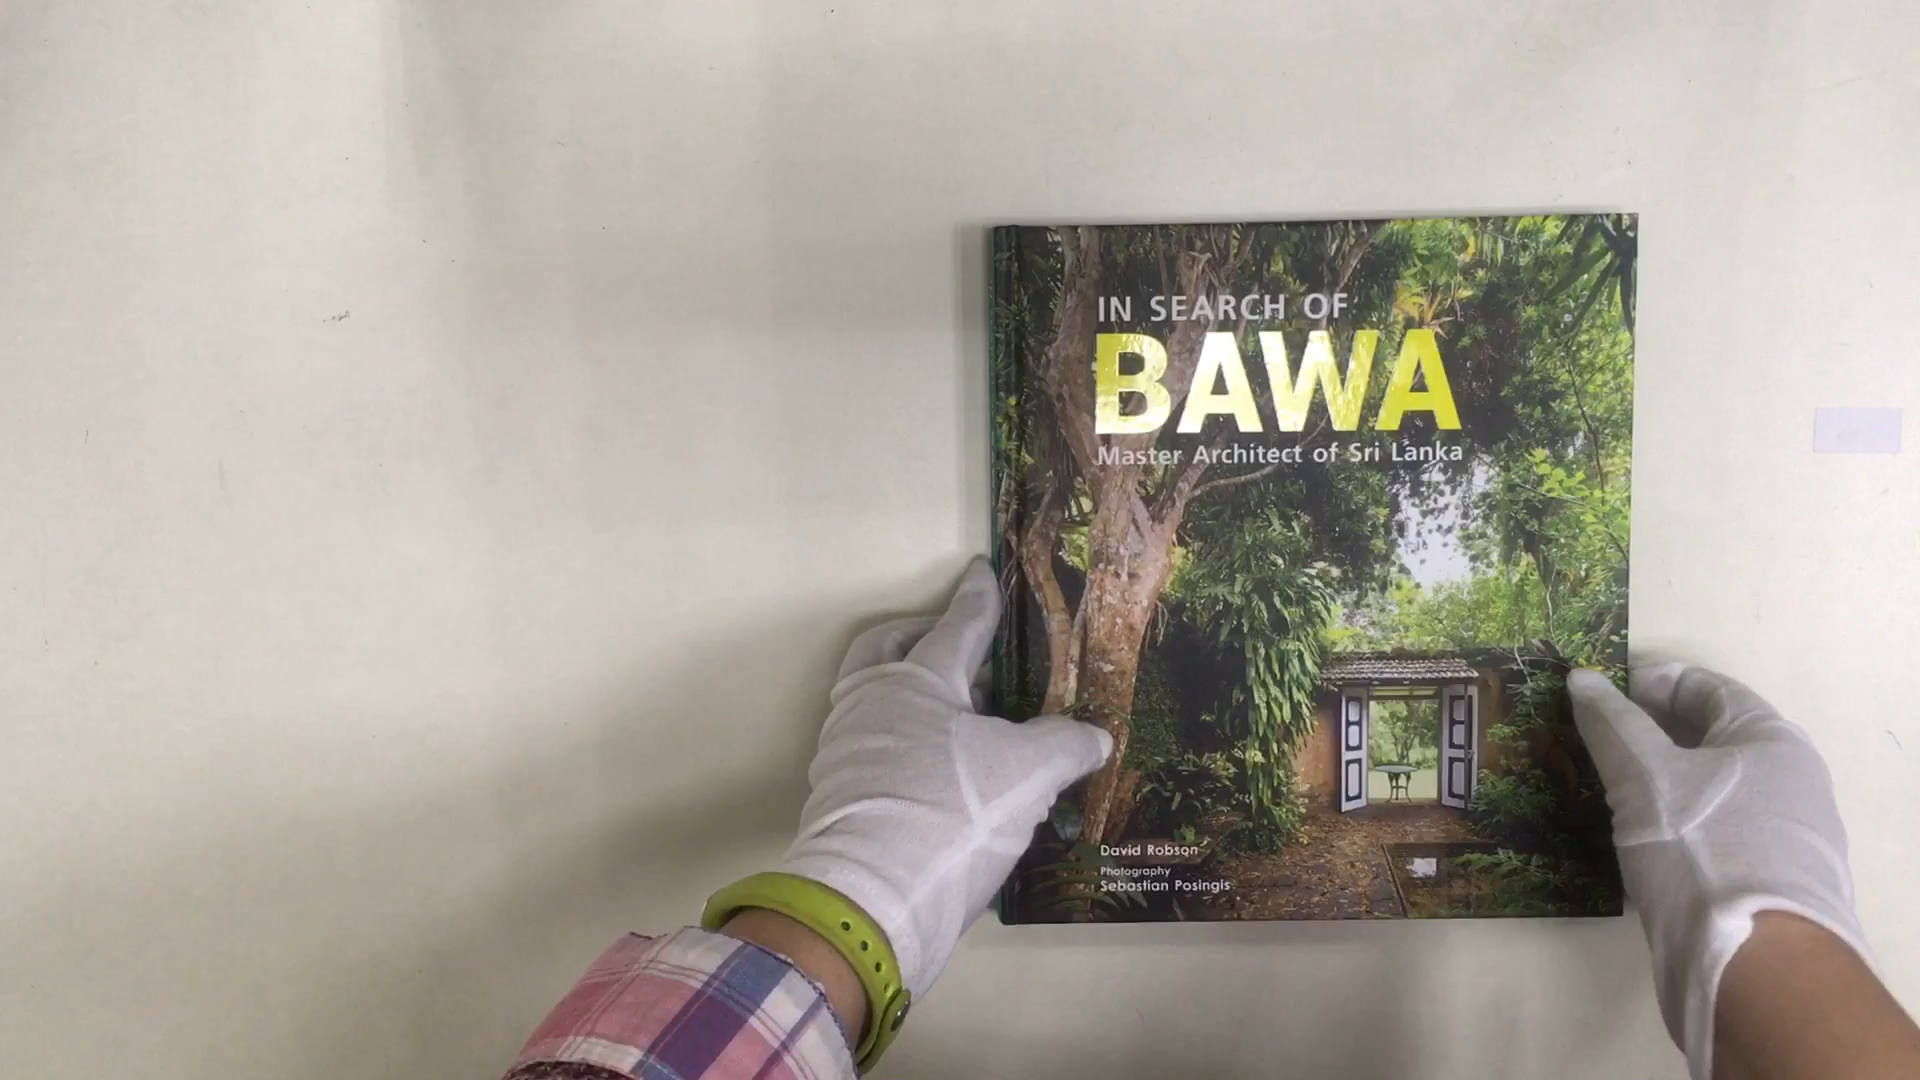 IN SEARCH OF
BAWA
Master Architect of Sri Lanka
David Robson
Photography
Sebastian Posingis